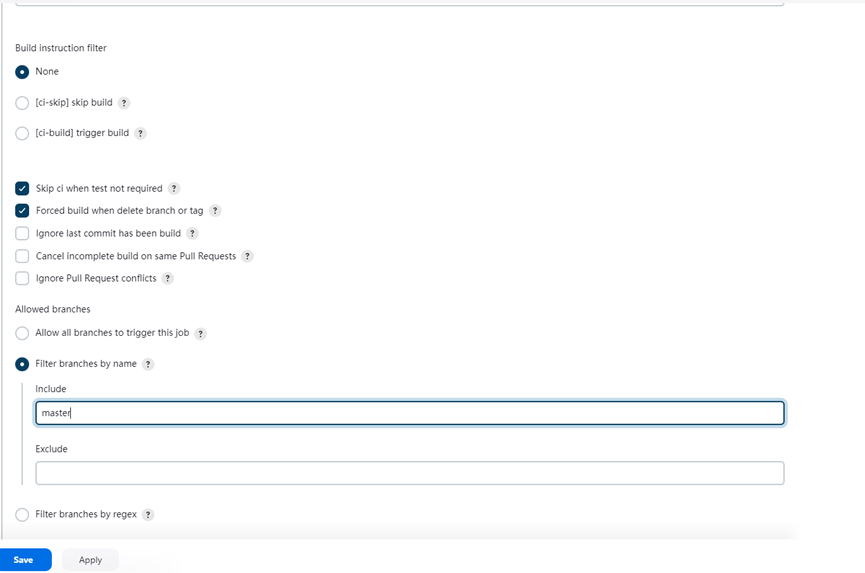 Build instruction filter
None
[ci-skip] skip build ?
[ci-build] trigger build ?
Skip ci when test not required ?
Forced build when delete branch or tag ?
Ignore last commit has been build ?
Cancel incomplete build on same Pull Requests ?
Ignore Pull Request conflicts ?
Allowed branches
Allow all branches to trigger this job ?
Filter branches by name ?
Include
master
Exclude
Filter branches by regex ?
Save Apply